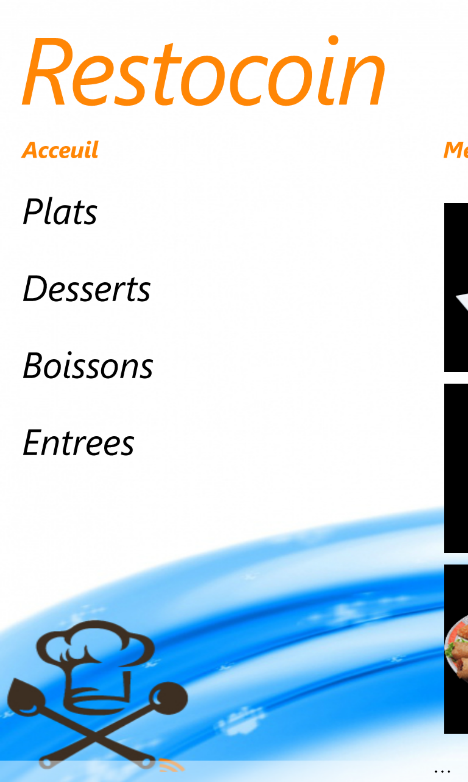 Restocoin
Acceuil
Plats
Desserts
Boissons
Entrees
...